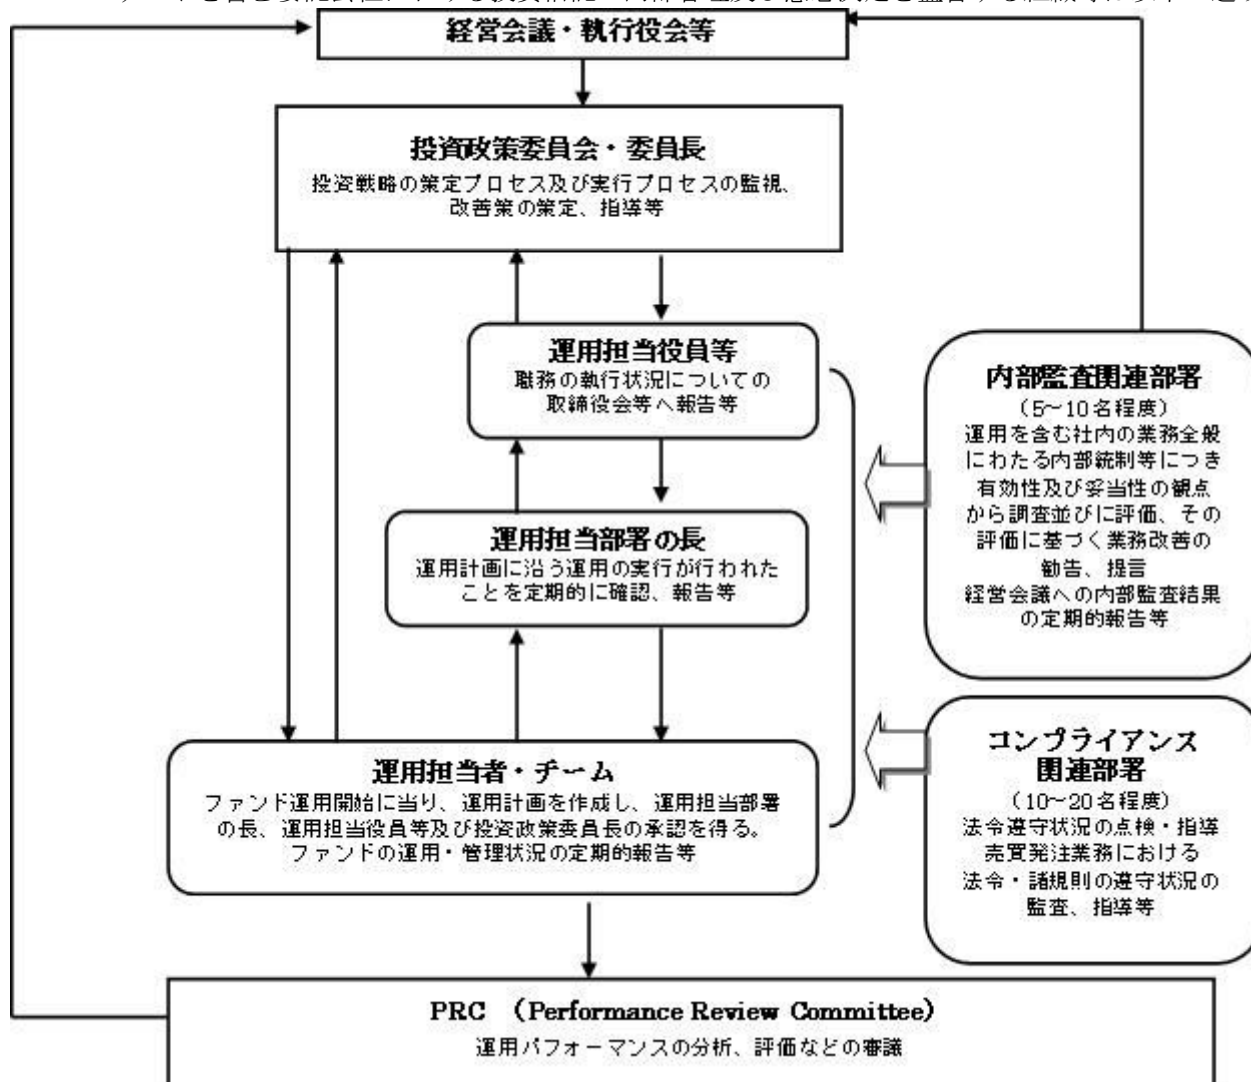 経営会議・執行役会等
投資政策委員会・委員長
投資戦略の策定プロセス及び実行プロセスの監視、
改善策の策定、指導等
運用担当役員等
職務の執行状況についての
取締役会等へ報告等
運用担当部署の長
運用計画に沿う運用の実行が行われた
ことを定期的に確認、報告等
運用担当者・チーム
ファンド運用開始に当り、運用計画を作成し、運用担当部署
の長、運用担当役員等及び投資政策委員長の承認を得る。
ファンドの運用・管理状況の定期的報告等
内部監査関連部署
(5~10名程度)
運用を含む社内の業務全般
にわたる内部統制等につき
有効性及び妥当性の観点
から調査並びに評価、その
評価に基づく業務改善の
勧告、提言
経営会議への内部監査結果
の定期的報告等
コンプライアンス
関連部署
(10~20名程度)
法令遵守状況の点検・指導
売買発注業務における
法令・諸規則の遵守状況の
監査、指導等
PRC (Performance Review Committee)
運用パフォーマンスの分析、評価などの審議